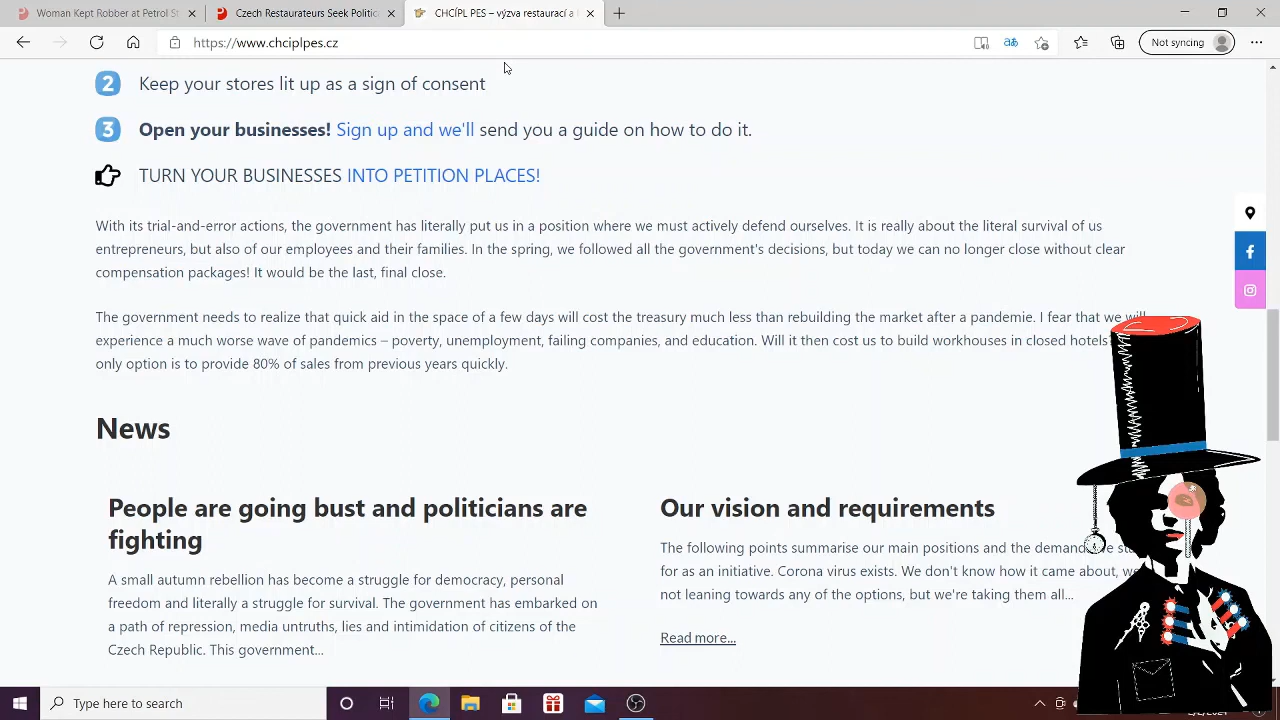 Woman Kept Robber at Petrol St
Czech Restaurateurs Seek Politic
CHCÍPL PES – výzva restaurací a
https://www.chciplpes.cz
Not syncing
2 Keep your stores lit up as a sign of consent
3 Open your businesses! Sign up and we'll send you a guide on how to do it.
TURN YOUR BUSINESSES INTO PETITION PLACES!
With its trial-and-error actions, the government has literally put us in a position where we must actively defend ourselves. It is really about the literal survival of us
entrepreneurs, but also of our employees and their families. In the spring, we followed all the government's decisions, but today we can no longer close without clear
compensation packages! It would be the last, final close.
The government needs to realize that quick aid in the space of a few days will cost the treasury much less than rebuilding the market after a pandemic. I fear that we will
experience a much worse wave of pandemics – poverty, unemployment, failing companies, and education. Will it then cost us to build workhouses in closed hotels?
only option is to provide 80% of sales from previous years quickly.
News
People are going bust and politicians are
fighting
A small autumn rebellion has become a struggle for democracy, personal
freedom and literally a struggle for survival. The government has embarked on
a path of repression, media untruths, lies and intimidation of citizens of the
Czech Republic. This government...
Our vision and requirements
The following points summarise our main positions and the demands
for as an initiative. Corona virus exists. We don't know how it came about,
not leaning towards any of the options, but we're taking them all...
Read more...
Type here to search